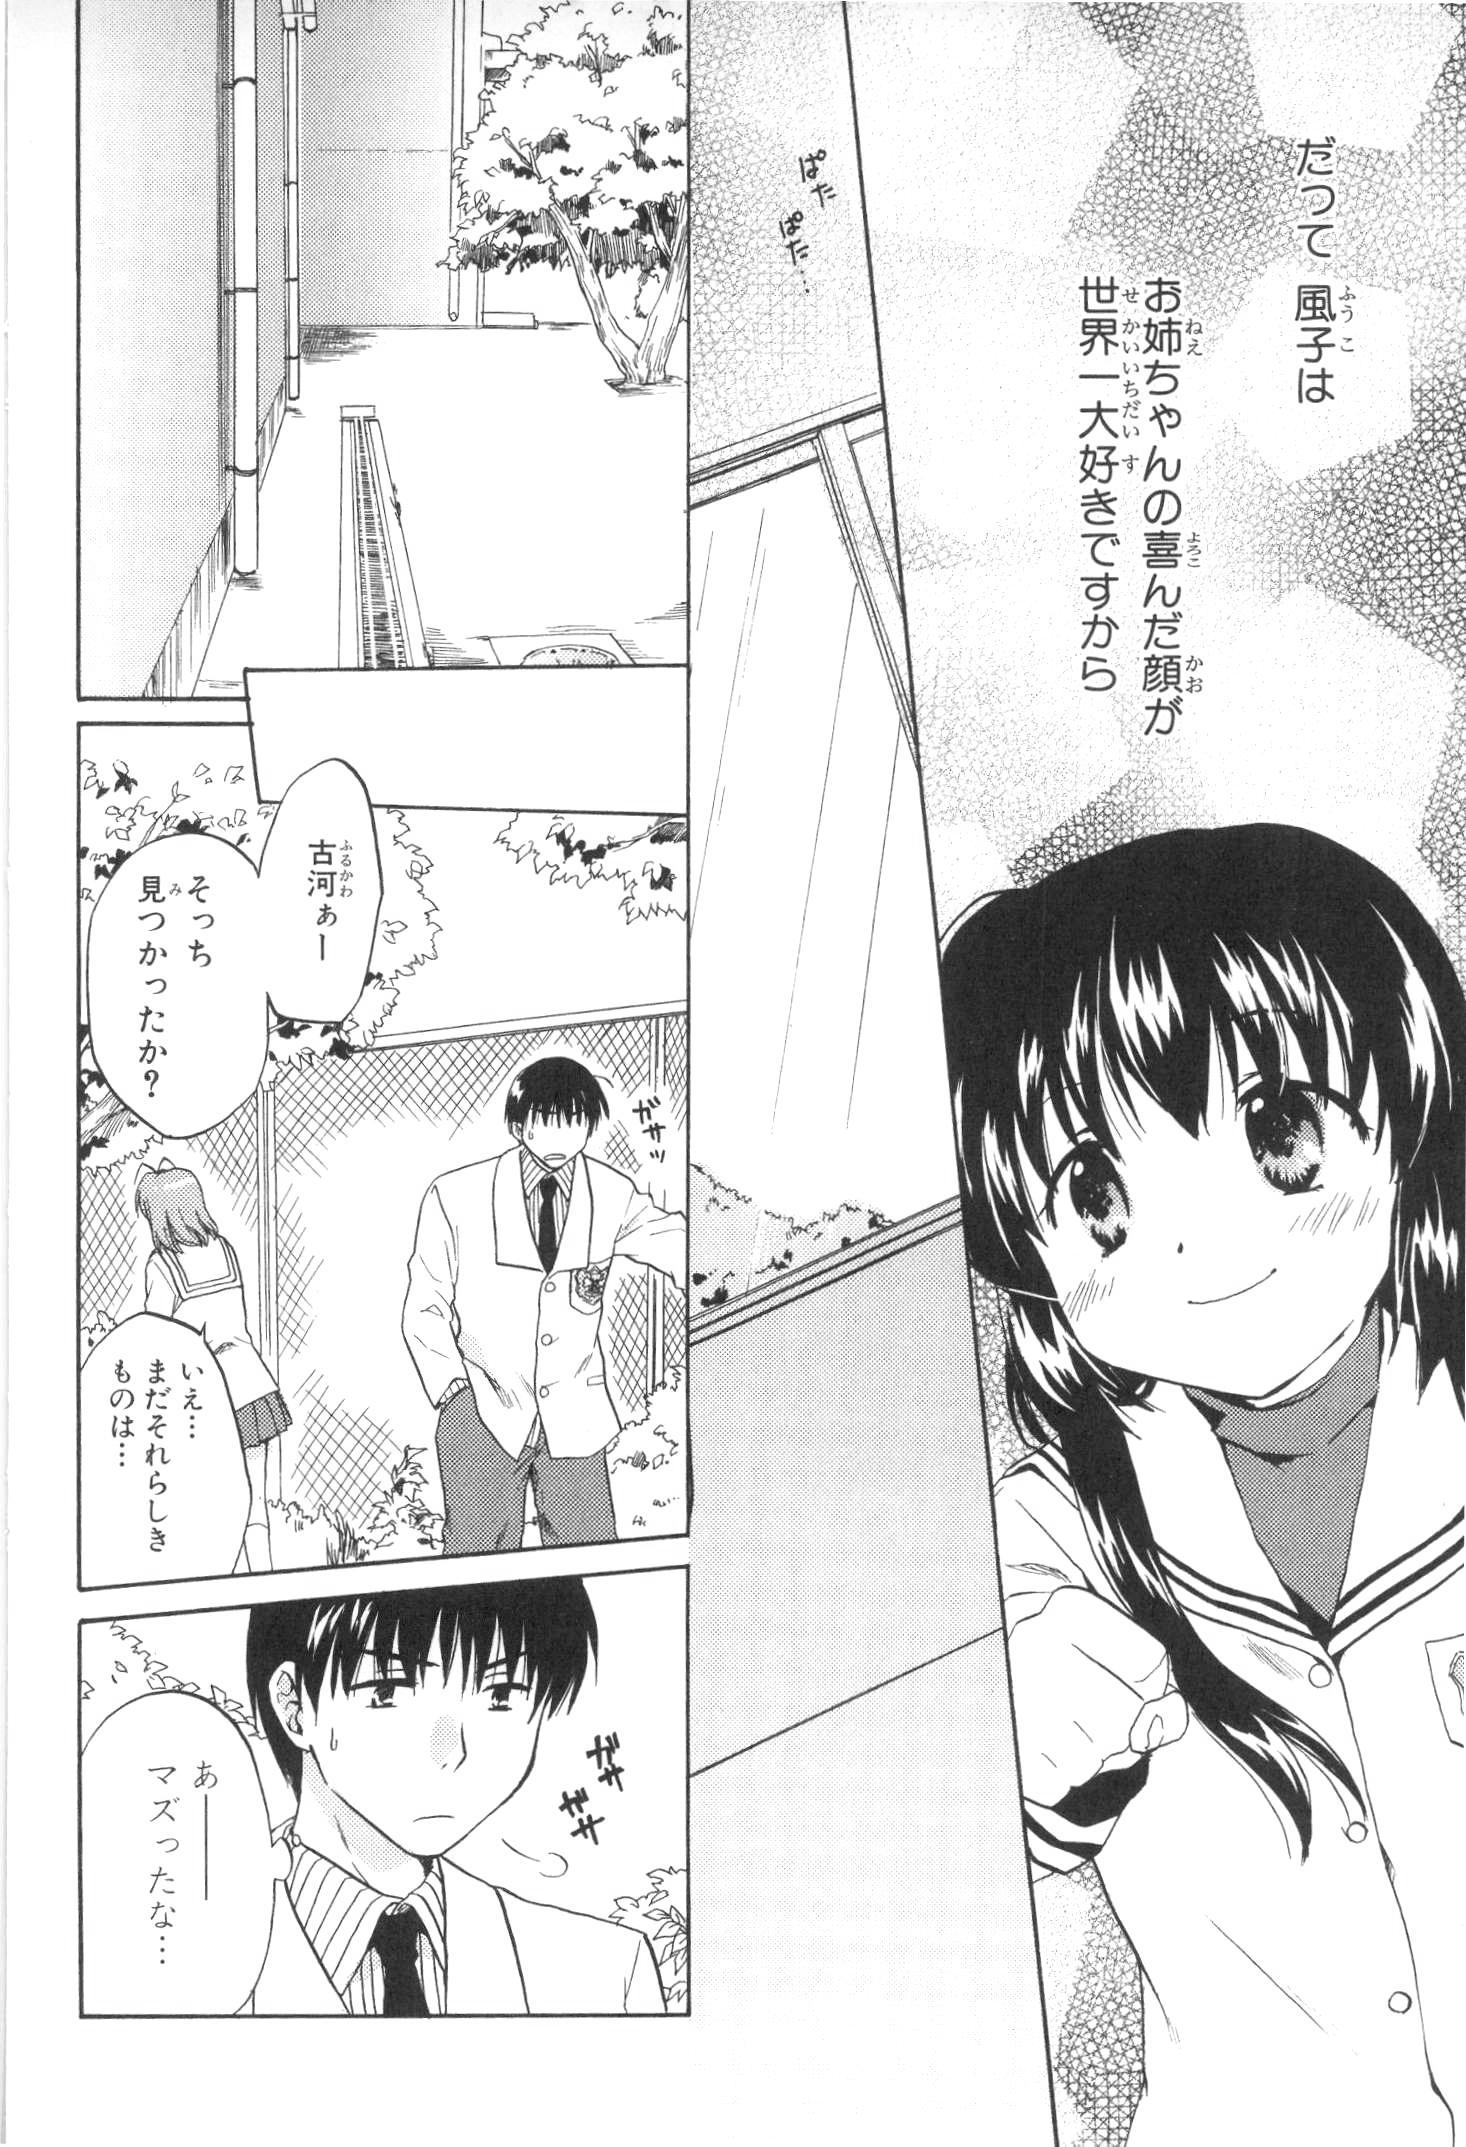 だって 風子は
お姉ちゃんの喜んだ顔が
世界一大好きですから
ぱた
ぱた…
古河ぁー
そっち
見つかったか?
ガサッ
いえ…
まだそれらしき
ものは…
ガサ
ガサ
あ――
マズったな…